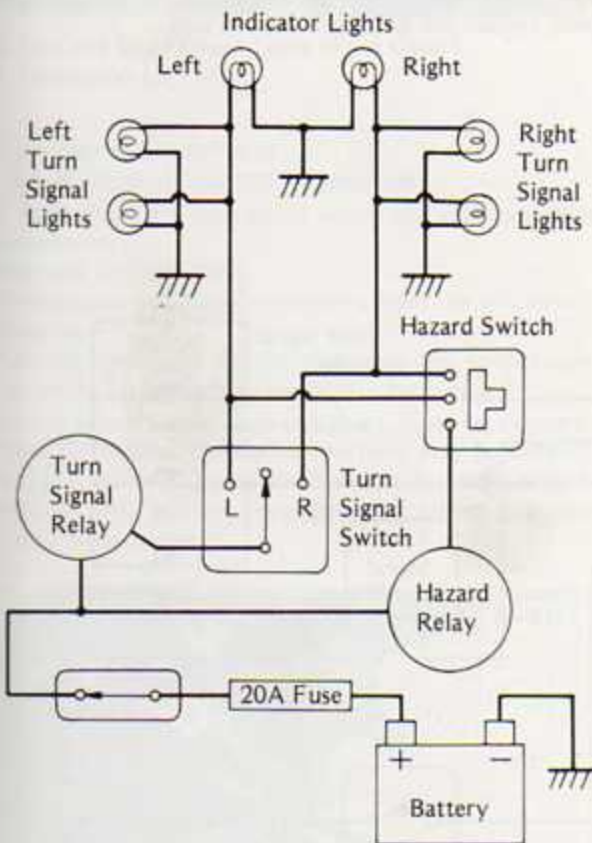 Indicator Lights
Left
Right
Left
Turn
Signal
Lights
Right
Turn
Signal
Lights
Hazard Switch
Turn
Signal
Relay
L
R
Turn
Signal
Switch
Hazard
Relay
20A Fuse
+
−
Battery